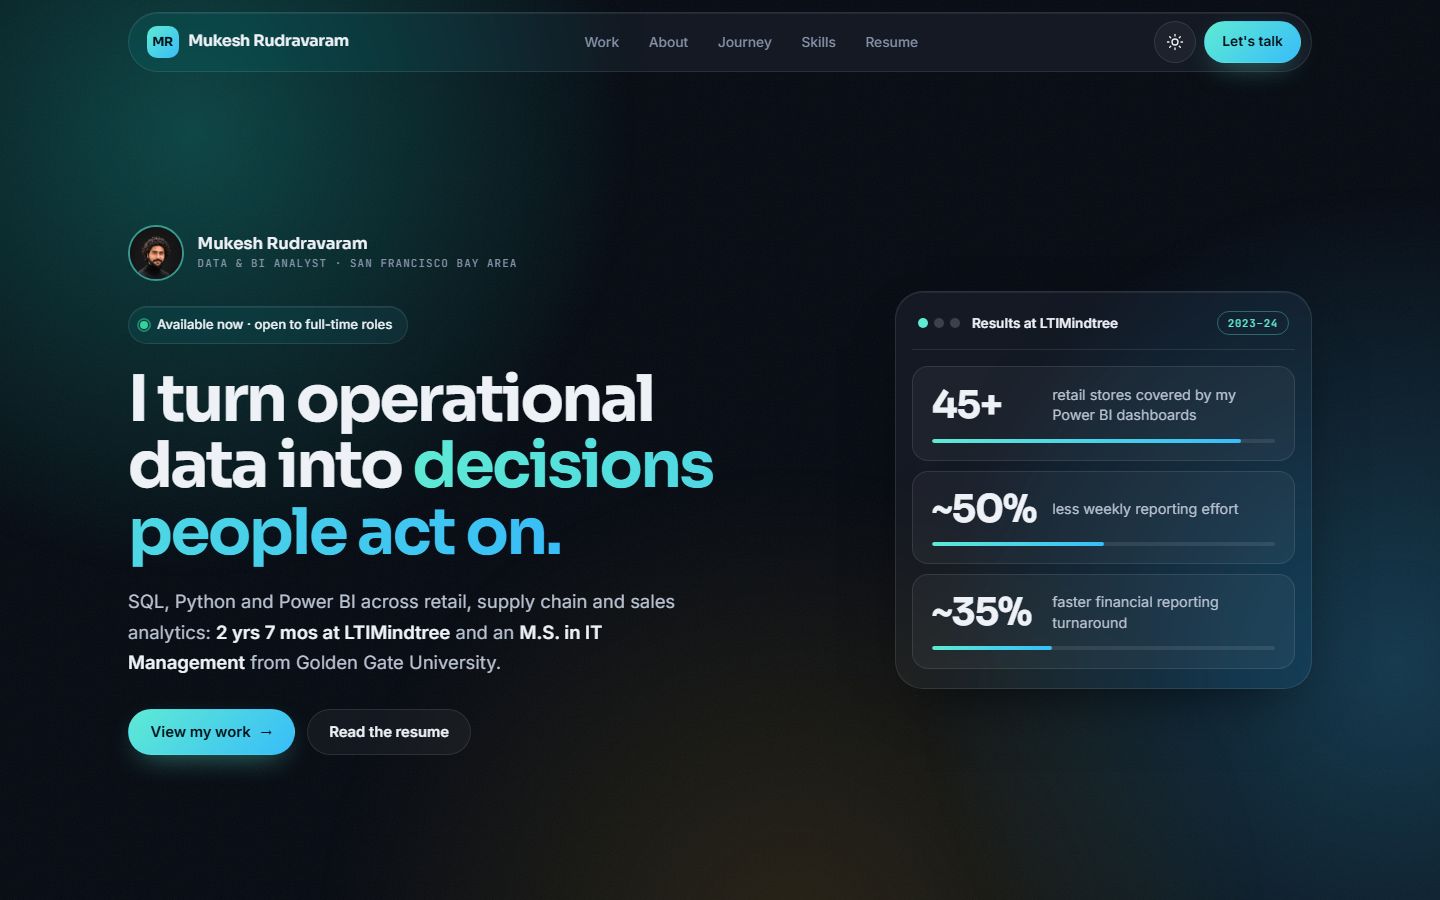 MR Mukesh Rudravaram
Work About Journey Skills Resume
Let's talk
Mukesh Rudravaram
DATA & BI ANALYST · SAN FRANCISCO BAY AREA
Available now · open to full-time roles
I turn operational
data into decisions
people act on.
SQL, Python and Power BI across retail, supply chain and sales
analytics: 2 yrs 7 mos at LTIMindtree and an M.S. in IT
Management from Golden Gate University.
View my work →
Read the resume
Results at LTIMindtree
2023–24
45+
retail stores covered by my
Power BI dashboards
~50%
less weekly reporting effort
~35%
faster financial reporting
turnaround